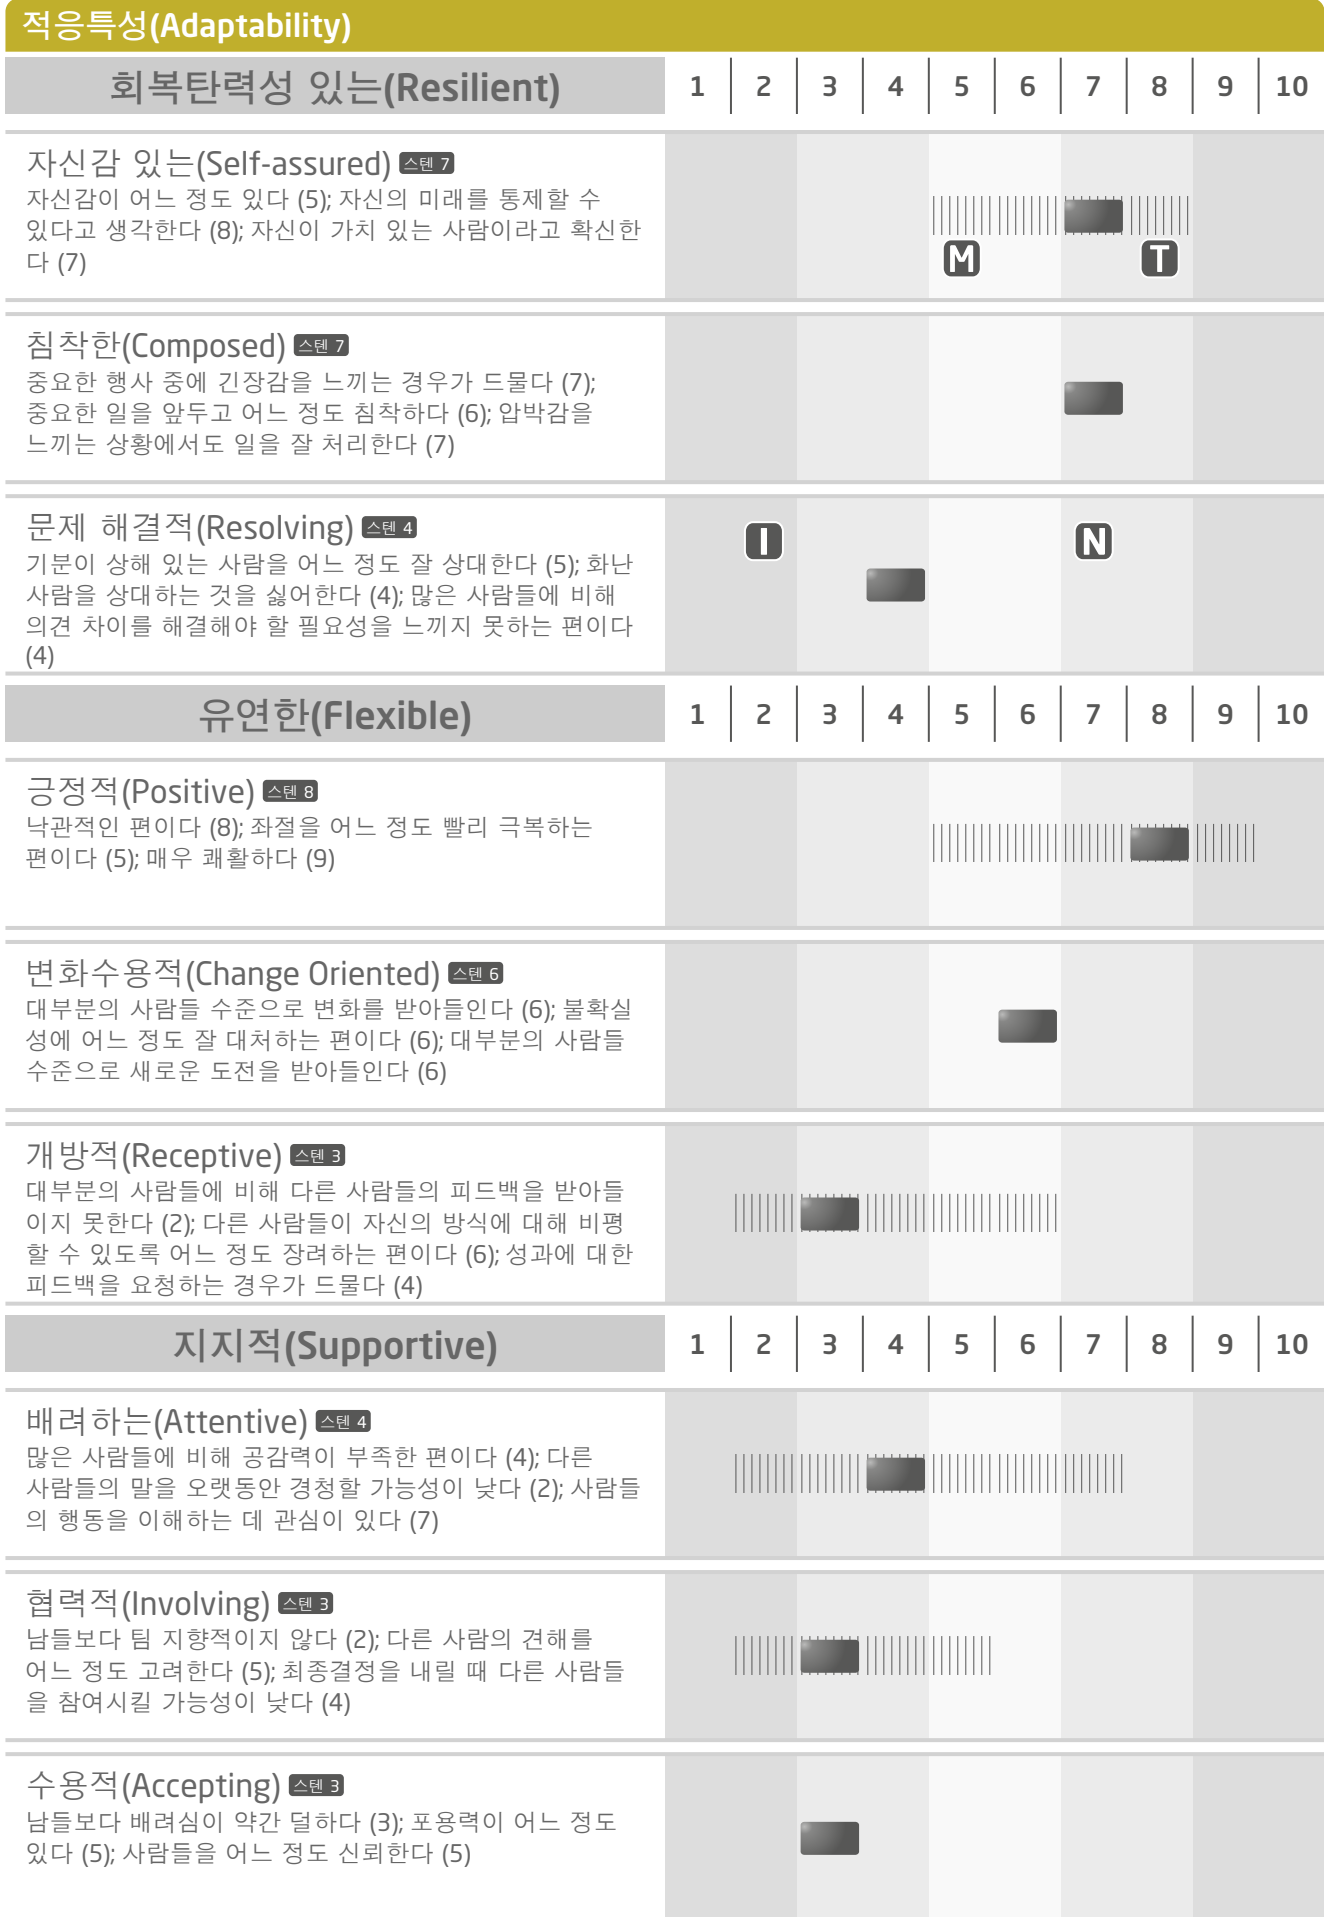 적응특성(Adaptability)
회복탄력성 있는(Resilient) 1 2 3 4 5 6 7 8 9 10
자신감 있는(Self-assured) 스텐 7
자신감이 어느 정도 있다 (5); 자신의 미래를 통제할 수
있다고 생각한다 (8); 자신이 가치 있는 사람이라고 확신한
다 (7)
M T
침착한(Composed) 스텐 7
중요한 행사 중에 긴장감을 느끼는 경우가 드물다 (7);
중요한 일을 앞두고 어느 정도 침착하다 (6); 압박감을
느끼는 상황에서도 일을 잘 처리한다 (7)
문제 해결적(Resolving) 스텐 4
I N
기분이 상해 있는 사람을 어느 정도 잘 상대한다 (5); 화난
사람을 상대하는 것을 싫어한다 (4); 많은 사람들에 비해
의견 차이를 해결해야 할 필요성을 느끼지 못하는 편이다
(4)
유연한(Flexible) 1 2 3 4 5 6 7 8 9 10
긍정적(Positive) 스텐 8
낙관적인 편이다 (8); 좌절을 어느 정도 빨리 극복하는
편이다 (5); 매우 쾌활하다 (9)
변화수용적(Change Oriented) 스텐 6
대부분의 사람들 수준으로 변화를 받아들인다 (6); 불확실
성에 어느 정도 잘 대처하는 편이다 (6); 대부분의 사람들
수준으로 새로운 도전을 받아들인다 (6)
개방적(Receptive) 스텐 3
대부분의 사람들에 비해 다른 사람들의 피드백을 받아들
이지 못한다 (2); 다른 사람들이 자신의 방식에 대해 비평
할 수 있도록 어느 정도 장려하는 편이다 (6); 성과에 대한
피드백을 요청하는 경우가 드물다 (4)
지지적(Supportive) 1 2 3 4 5 6 7 8 9 10
배려하는(Attentive) 스텐 4
많은 사람들에 비해 공감력이 부족한 편이다 (4); 다른
사람들의 말을 오랫동안 경청할 가능성이 낮다 (2); 사람들
의 행동을 이해하는 데 관심이 있다 (7)
협력적(Involving) 스텐 3
남들보다 팀 지향적이지 않다 (2); 다른 사람의 견해를
어느 정도 고려한다 (5); 최종결정을 내릴 때 다른 사람들
을 참여시킬 가능성이 낮다 (4)
수용적(Accepting) 스텐 3
남들보다 배려심이 약간 덜하다 (3); 포용력이 어느 정도
있다 (5); 사람들을 어느 정도 신뢰한다 (5)